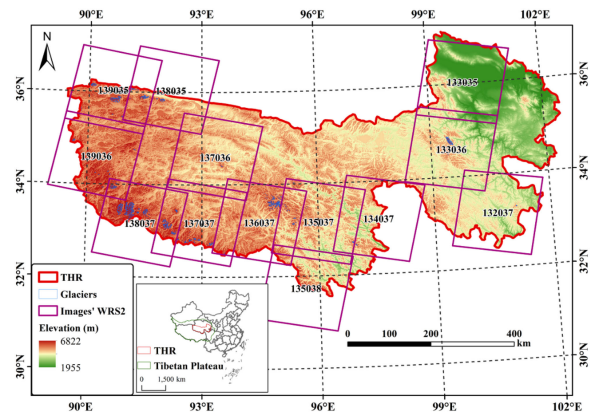 90°E 93°E 96°E 99°E 102°E
N
36°N
34°N
32°N
30°N
139035
138035
133035
139036
137036
133036
138037
137037
136037
135037
134037
132037
135038
THR
Glaciers
Images' WRS2
Elevation (m)
6822
1955
THR
Tibetan Plateau
0 1,500 km
0 100 200 400
km
36°N
34°N
32°N
30°N
90°E 93°E 96°E 99°E 102°E